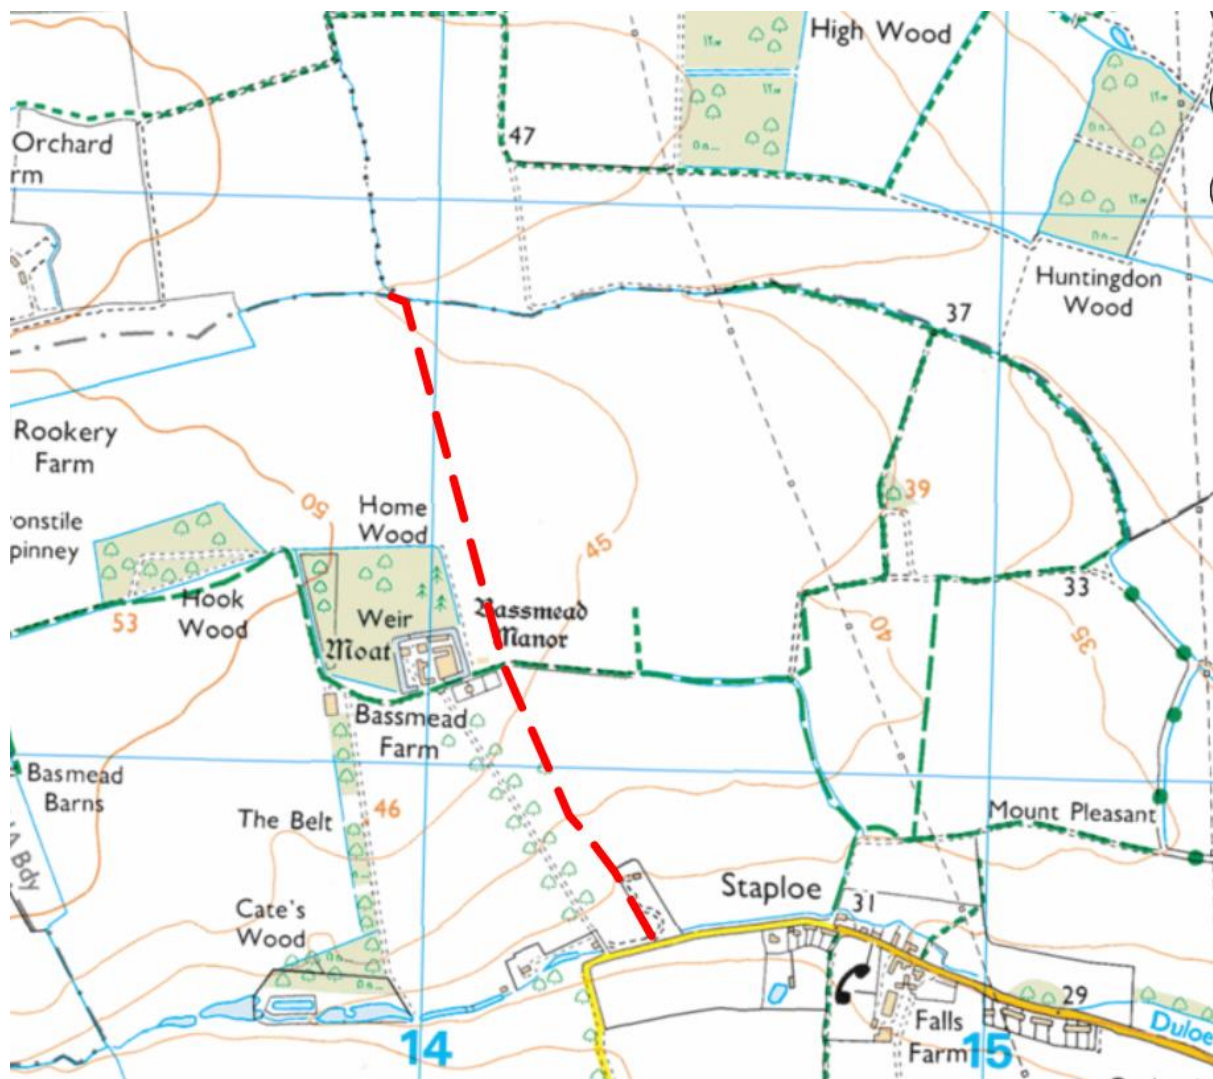 High Wood
47
Orchard
rm
Huntingdon
Wood
37
Rookery
Farm
50
Home
Wood
39
onstile
pinney
45
Hook
Wood
53
Weir
Moat
Bassmead
Manor
33
40
35
Bassmead
Farm
Basmead
Barns
46
The Belt
Mount Pleasant
A Bdy
Staploe
31
Cate's
Wood
29
Falls
Farm
Duloe
14
15